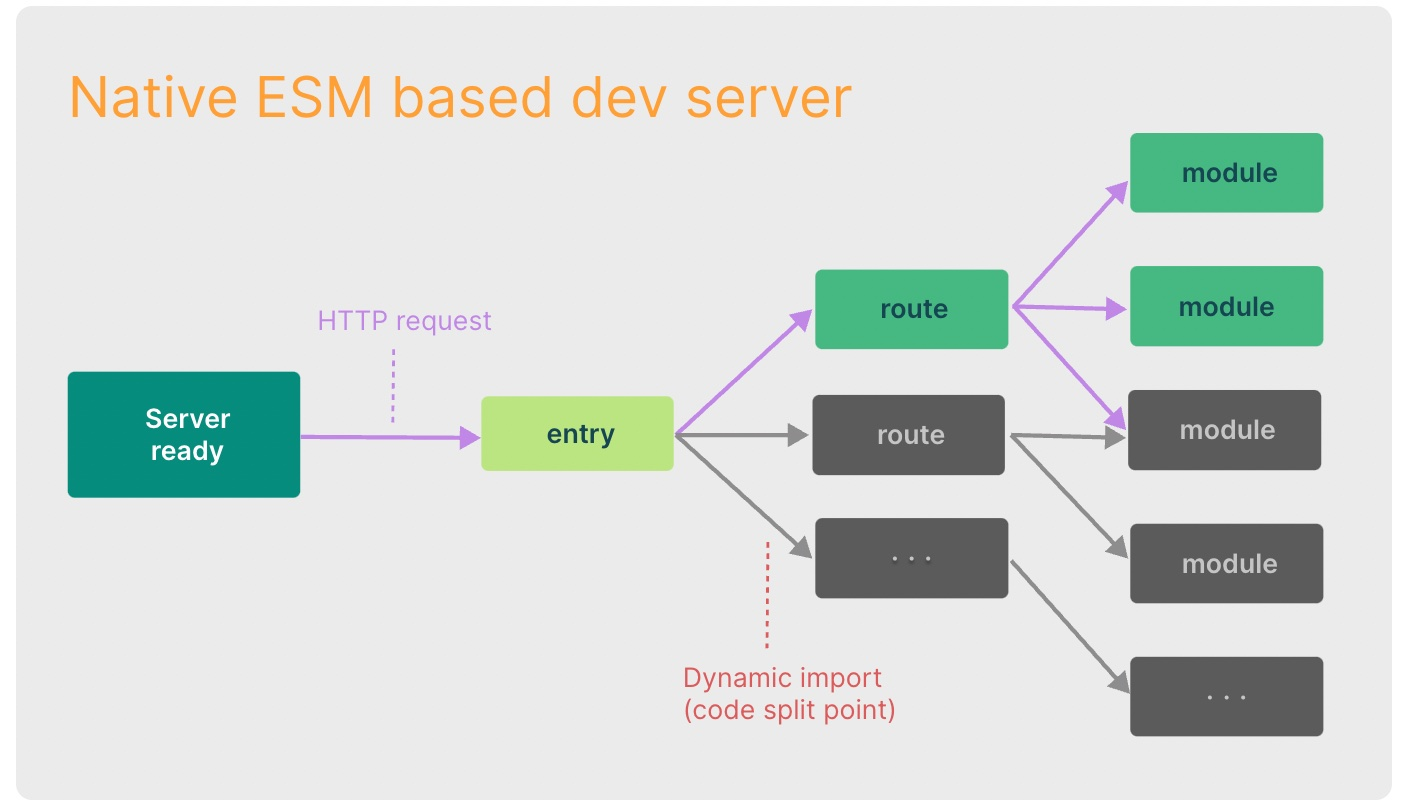 Native ESM based dev server
module
HTTP request
route
module
Server
ready
entry
route
module
. . .
module
Dynamic import
(code split point)
. . .